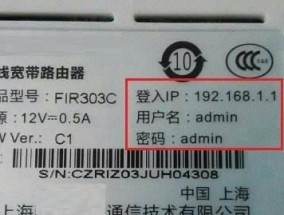 10
CCC
线宽带路由器
品型号：FIR303C
登入IP：192.168.1.1
源：12V⎓0.5A
用户名：admin
W Ver.：C1
密码：admin
S/N:CZRIZ03JUH04308
中国 上海
上海
通信技术有限公司